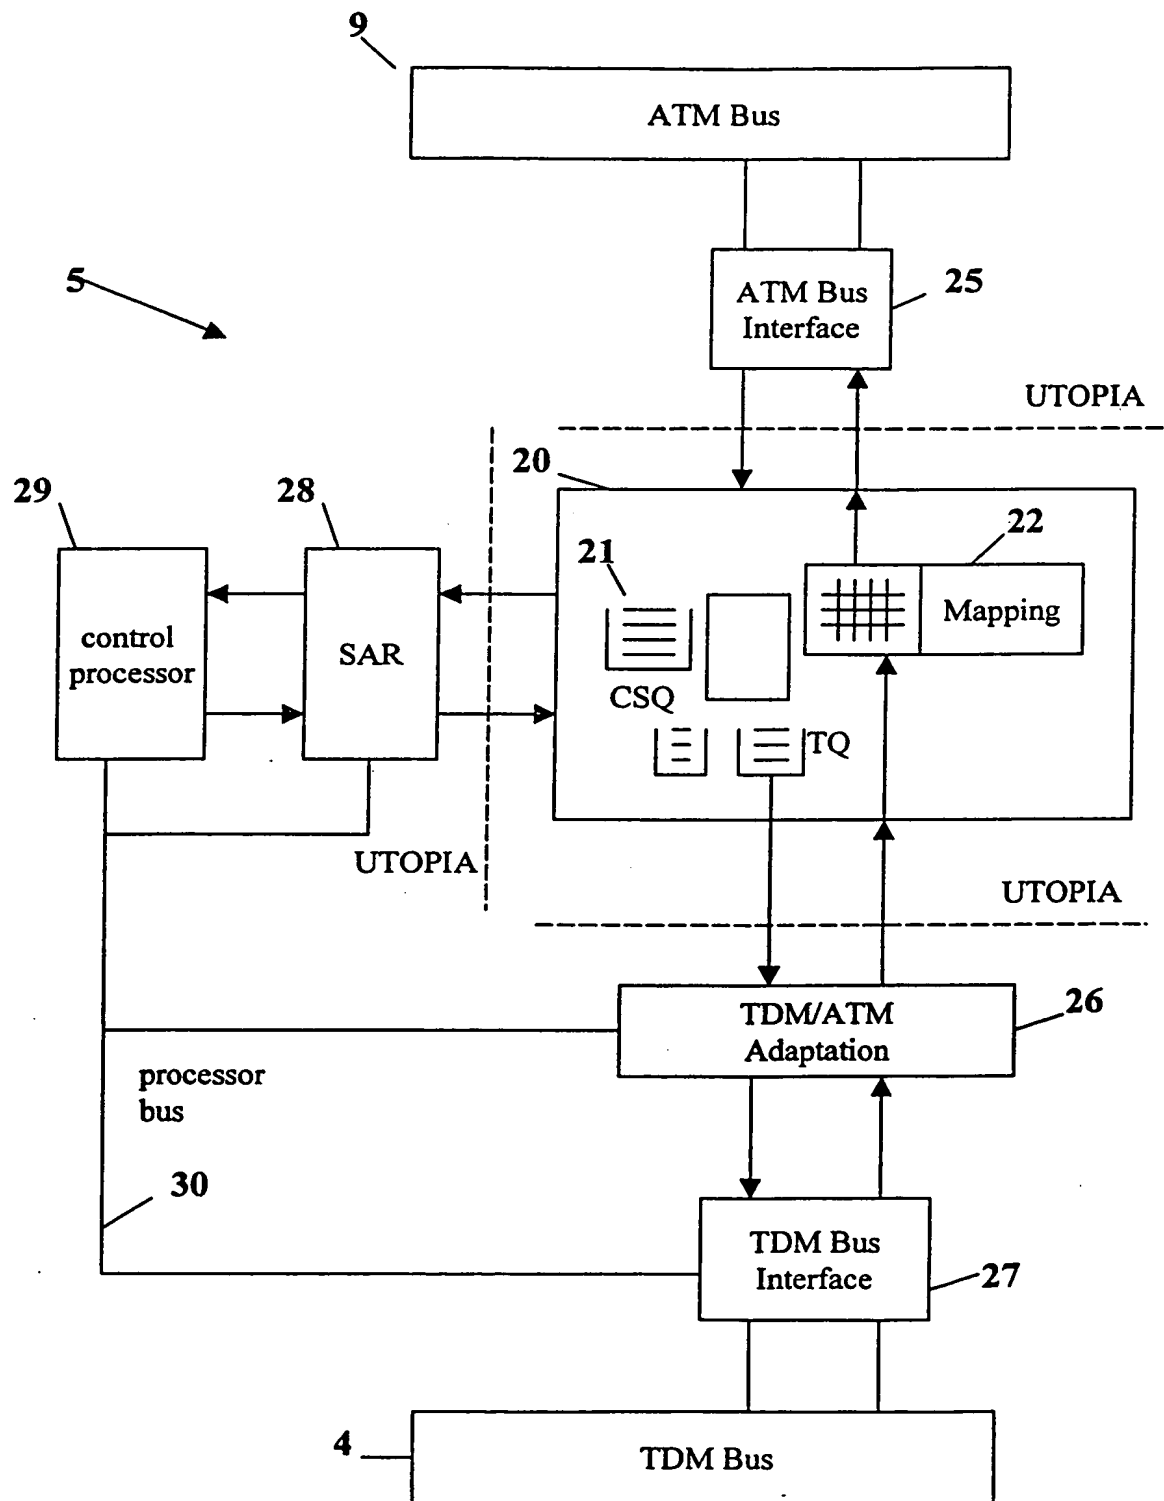 9
ATM Bus
5
ATM Bus
Interface
25
UTOPIA
20
29
28
22
21
control
processor
SAR
Mapping
CSQ
TQ
UTOPIA
UTOPIA
TDM/ATM
Adaptation
26
processor
bus
30
TDM Bus
Interface
27
4
TDM Bus